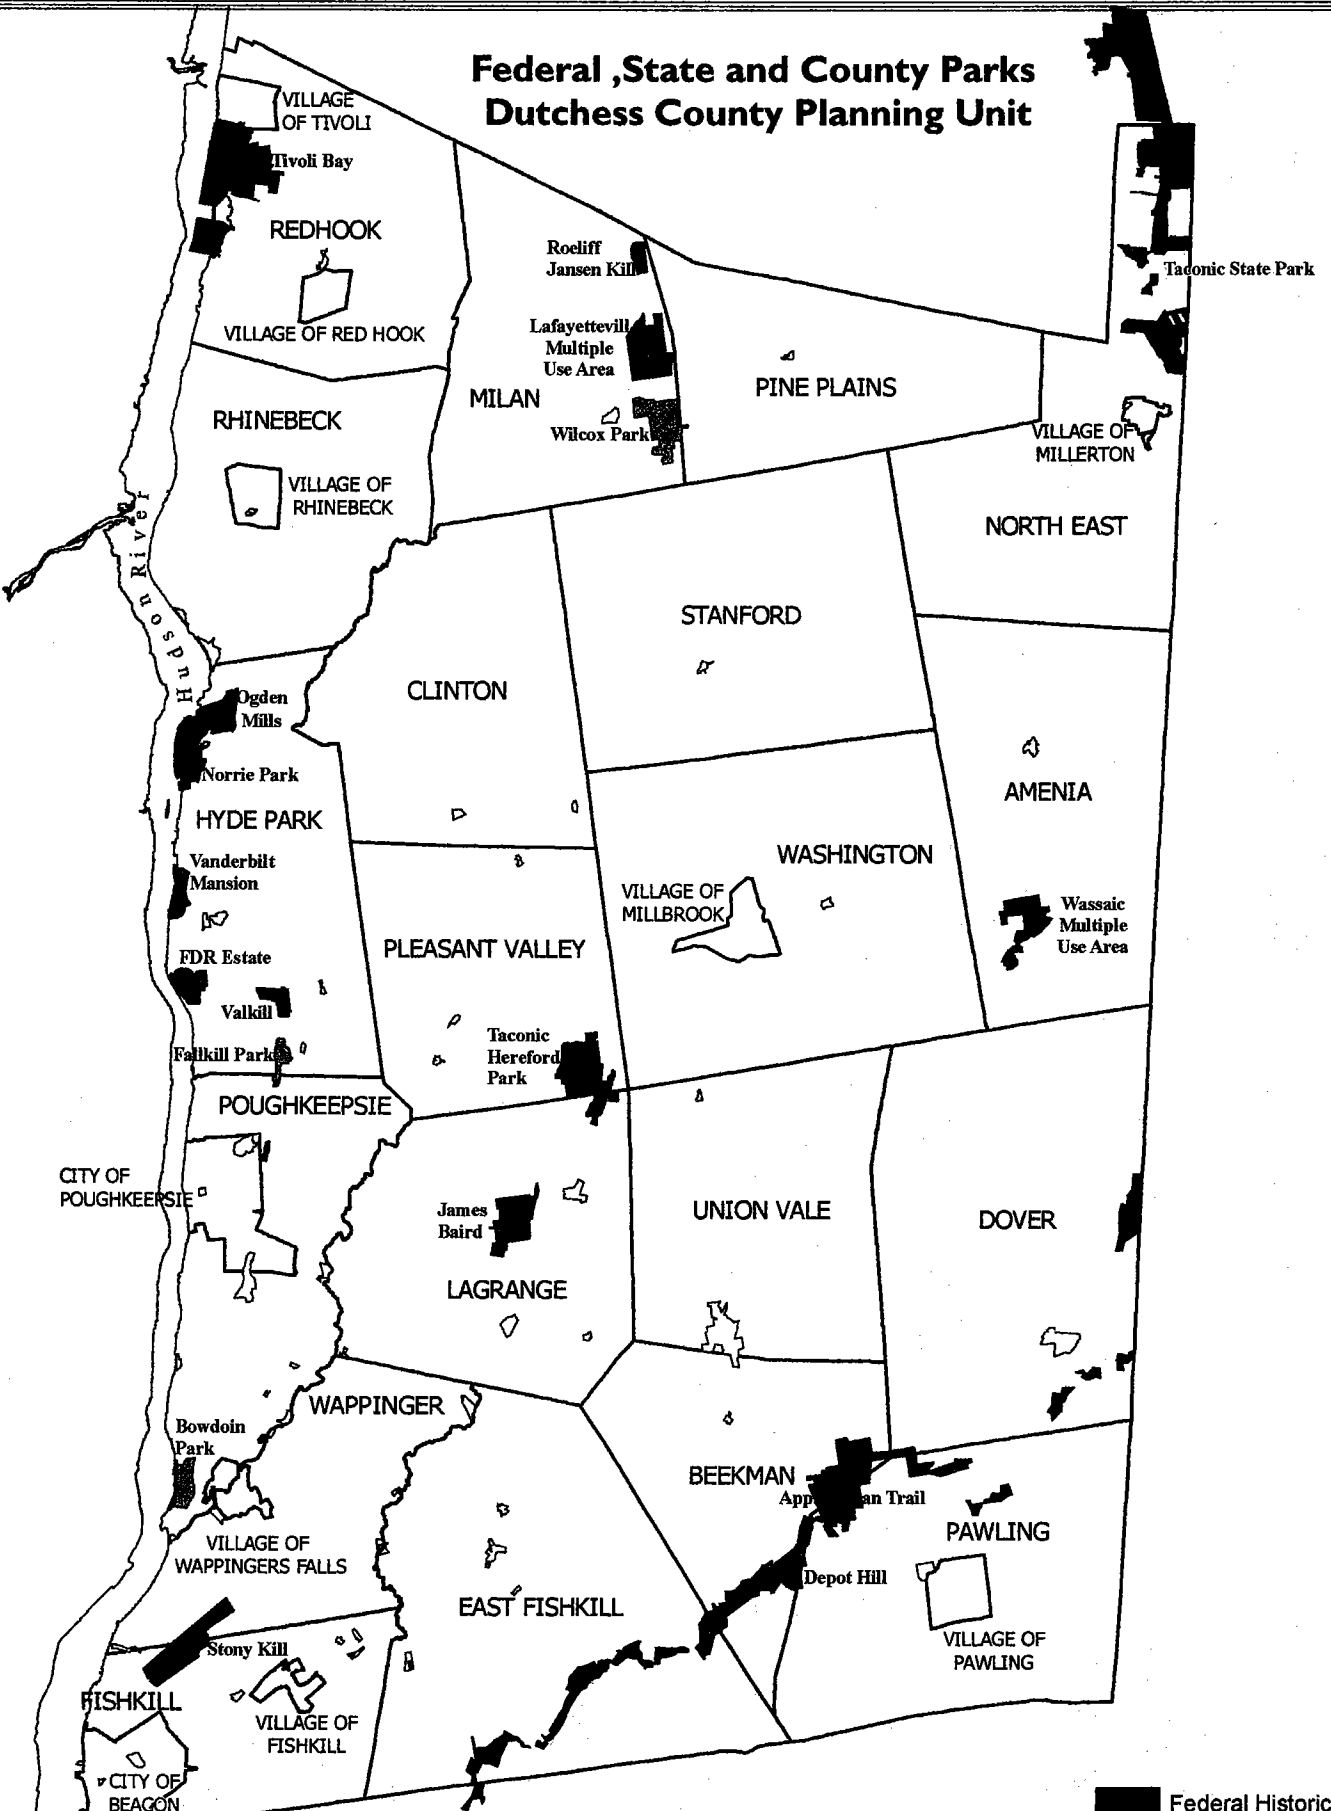 Federal ,State and County Parks
Dutchess County Planning Unit
VILLAGE
OF TIVOLI
Tivoli Bay
REDHOOK
VILLAGE OF RED HOOK
Roeliff
Jansen Kill
Taconic State Park
Lafayettevill
Multiple
Use Area
MILAN
PINE PLAINS
Wilcox Park
RHINEBECK
VILLAGE OF
MILLERTON
VILLAGE OF
RHINEBECK
NORTH EAST
Hudson River
STANFORD
CLINTON
Ogden
Mills
Norrie Park
AMENIA
HYDE PARK
WASHINGTON
Vanderbilt
Mansion
VILLAGE OF
MILLBROOK
Wassaic
Multiple
Use Area
PLEASANT VALLEY
FDR Estate
Valkill
Taconic
Hereford
Park
Fallkill Park
POUGHKEEPSIE
CITY OF
POUGHKEEPSIE
James
Baird
UNION VALE
DOVER
LAGRANGE
WAPPINGER
Bowdoin
Park
BEEKMAN
an Trail
PAWLING
VILLAGE OF
WAPPINGERS FALLS
Depot Hill
EAST FISHKILL
VILLAGE OF
PAWLING
Stony Kill
FISHKILL
VILLAGE OF
FISHKILL
CITY OF
BEACON
Federal Historic